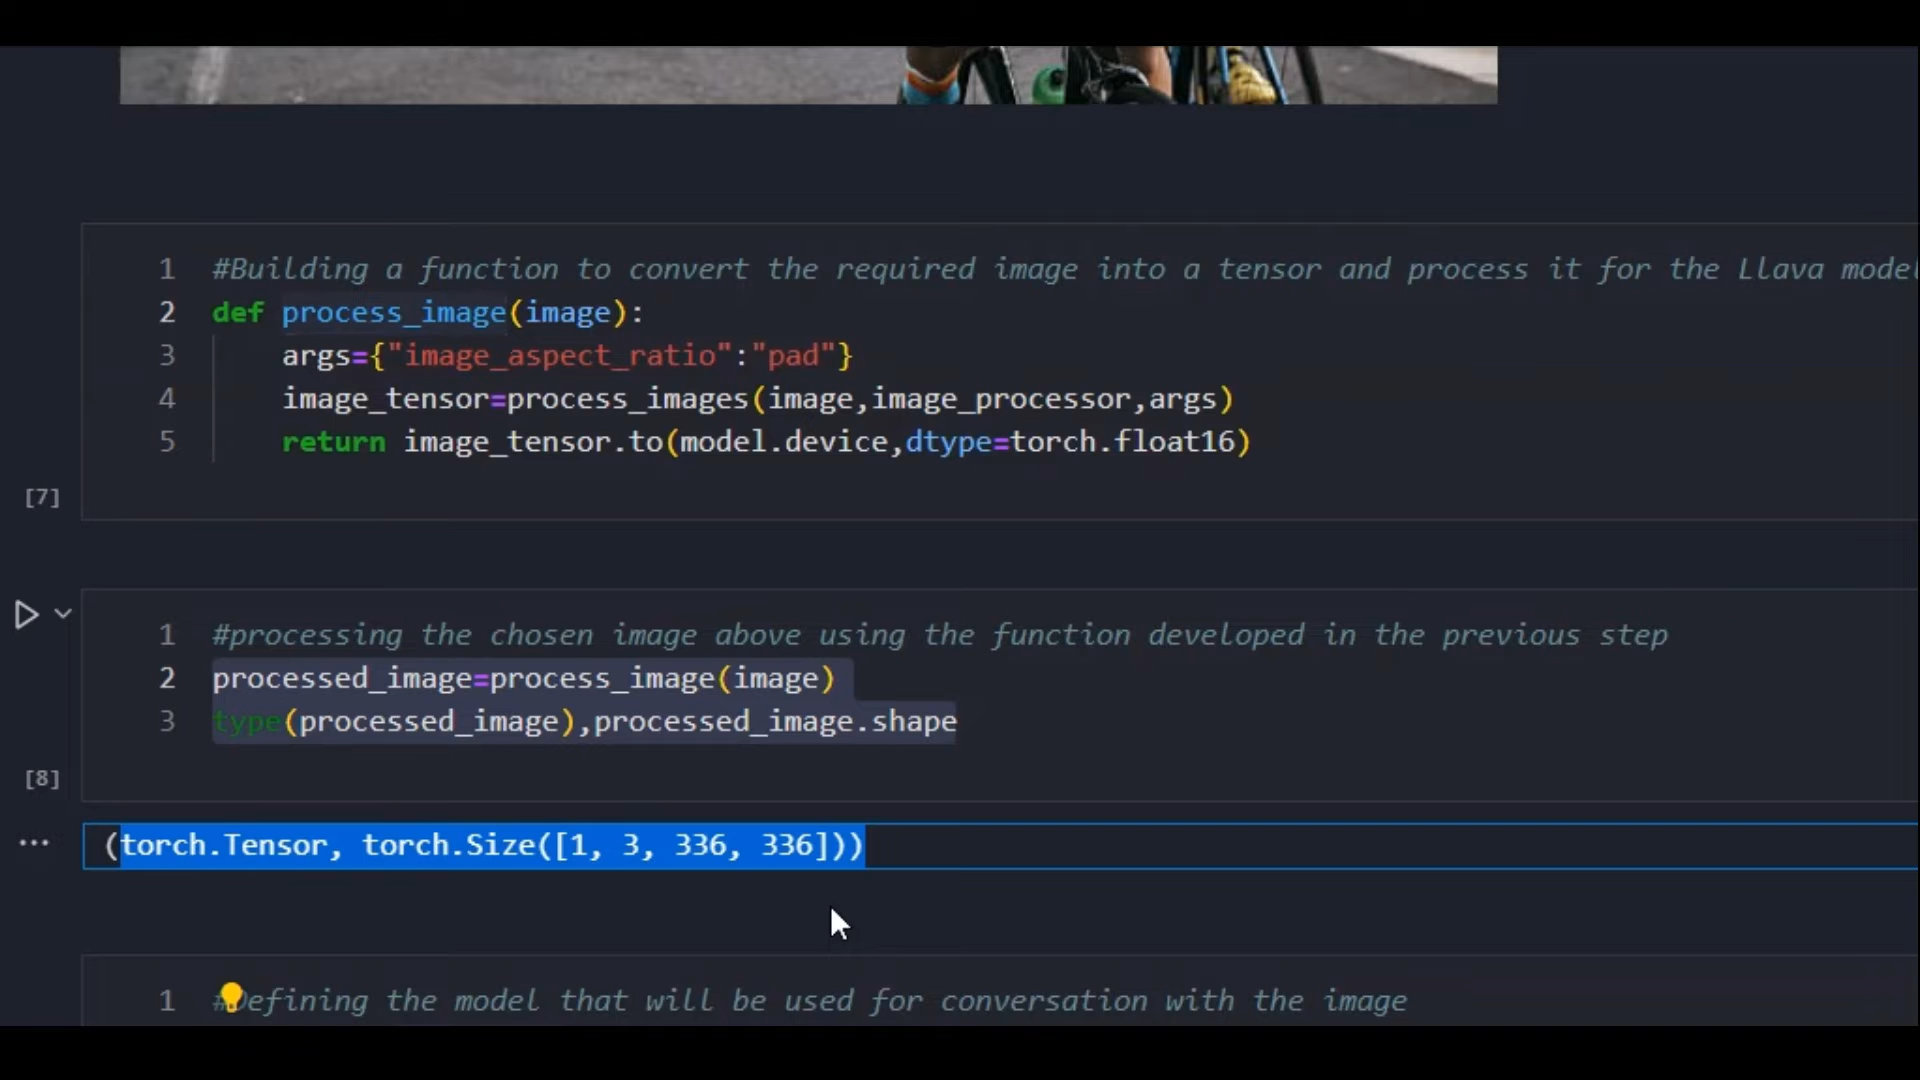 1 #Building a function to convert the required image into a tensor and process it for the Llava model
2 def process_image(image):
3 args={"image_aspect_ratio":"pad"}
4 image_tensor=process_images(image,image_processor,args)
5 return image_tensor.to(model.device,dtype=torch.float16)
[7]
1 #processing the chosen image above using the function developed in the previous step
2 processed_image=process_image(image)
3 type(processed_image),processed_image.shape
[8]
(torch.Tensor, torch.Size([1, 3, 336, 336]))
1 #Defining the model that will be used for conversation with the image